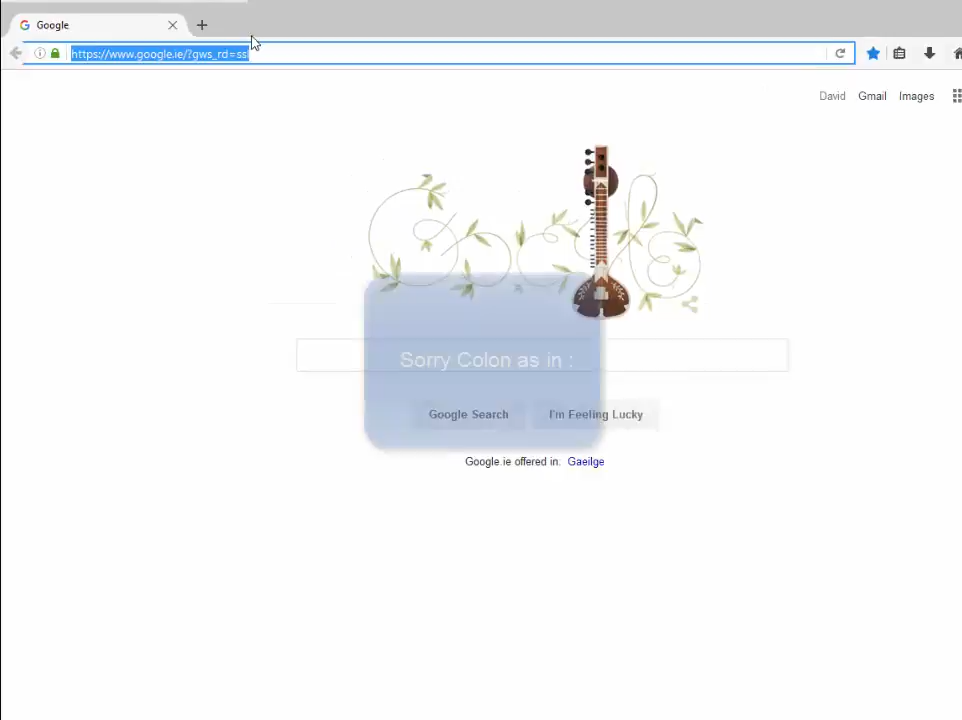 Google
https://www.google.ie/?gws_rd=ssl
David Gmail Images
Sorry Colon as in :
Google Search I'm Feeling Lucky
Google.ie offered in: Gaeilge